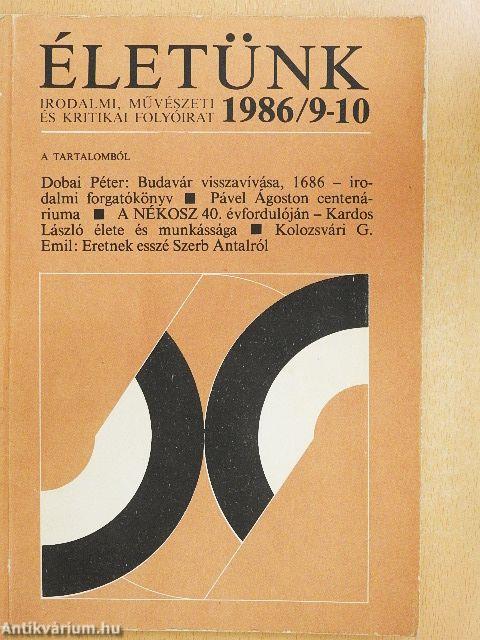 ÉLETÜNK
IRODALMI, MŰVÉSZETI
ÉS KRITIKAI FOLYÓIRAT 1986/9-10
A TARTALOMBÓL
Dobai Péter: Budavár visszavívása, 1686 – iro-
dalmi forgatókönyv ■ Pável Ágoston centená-
riuma ■ A NÉKOSZ 40. évfordulóján – Kardos
László élete és munkássága ■ Kolozsvári G.
Emil: Eretnek esszé Szerb Antalról
Antikvárium.hu